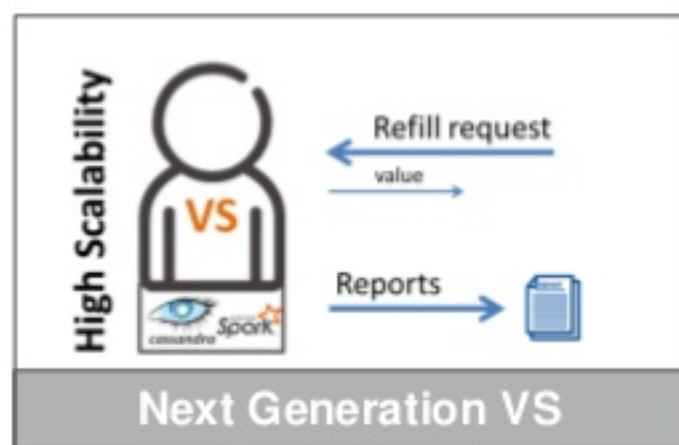 High Scalability
VS
Refill request
value
Reports
cassandra
Spark
Next Generation VS